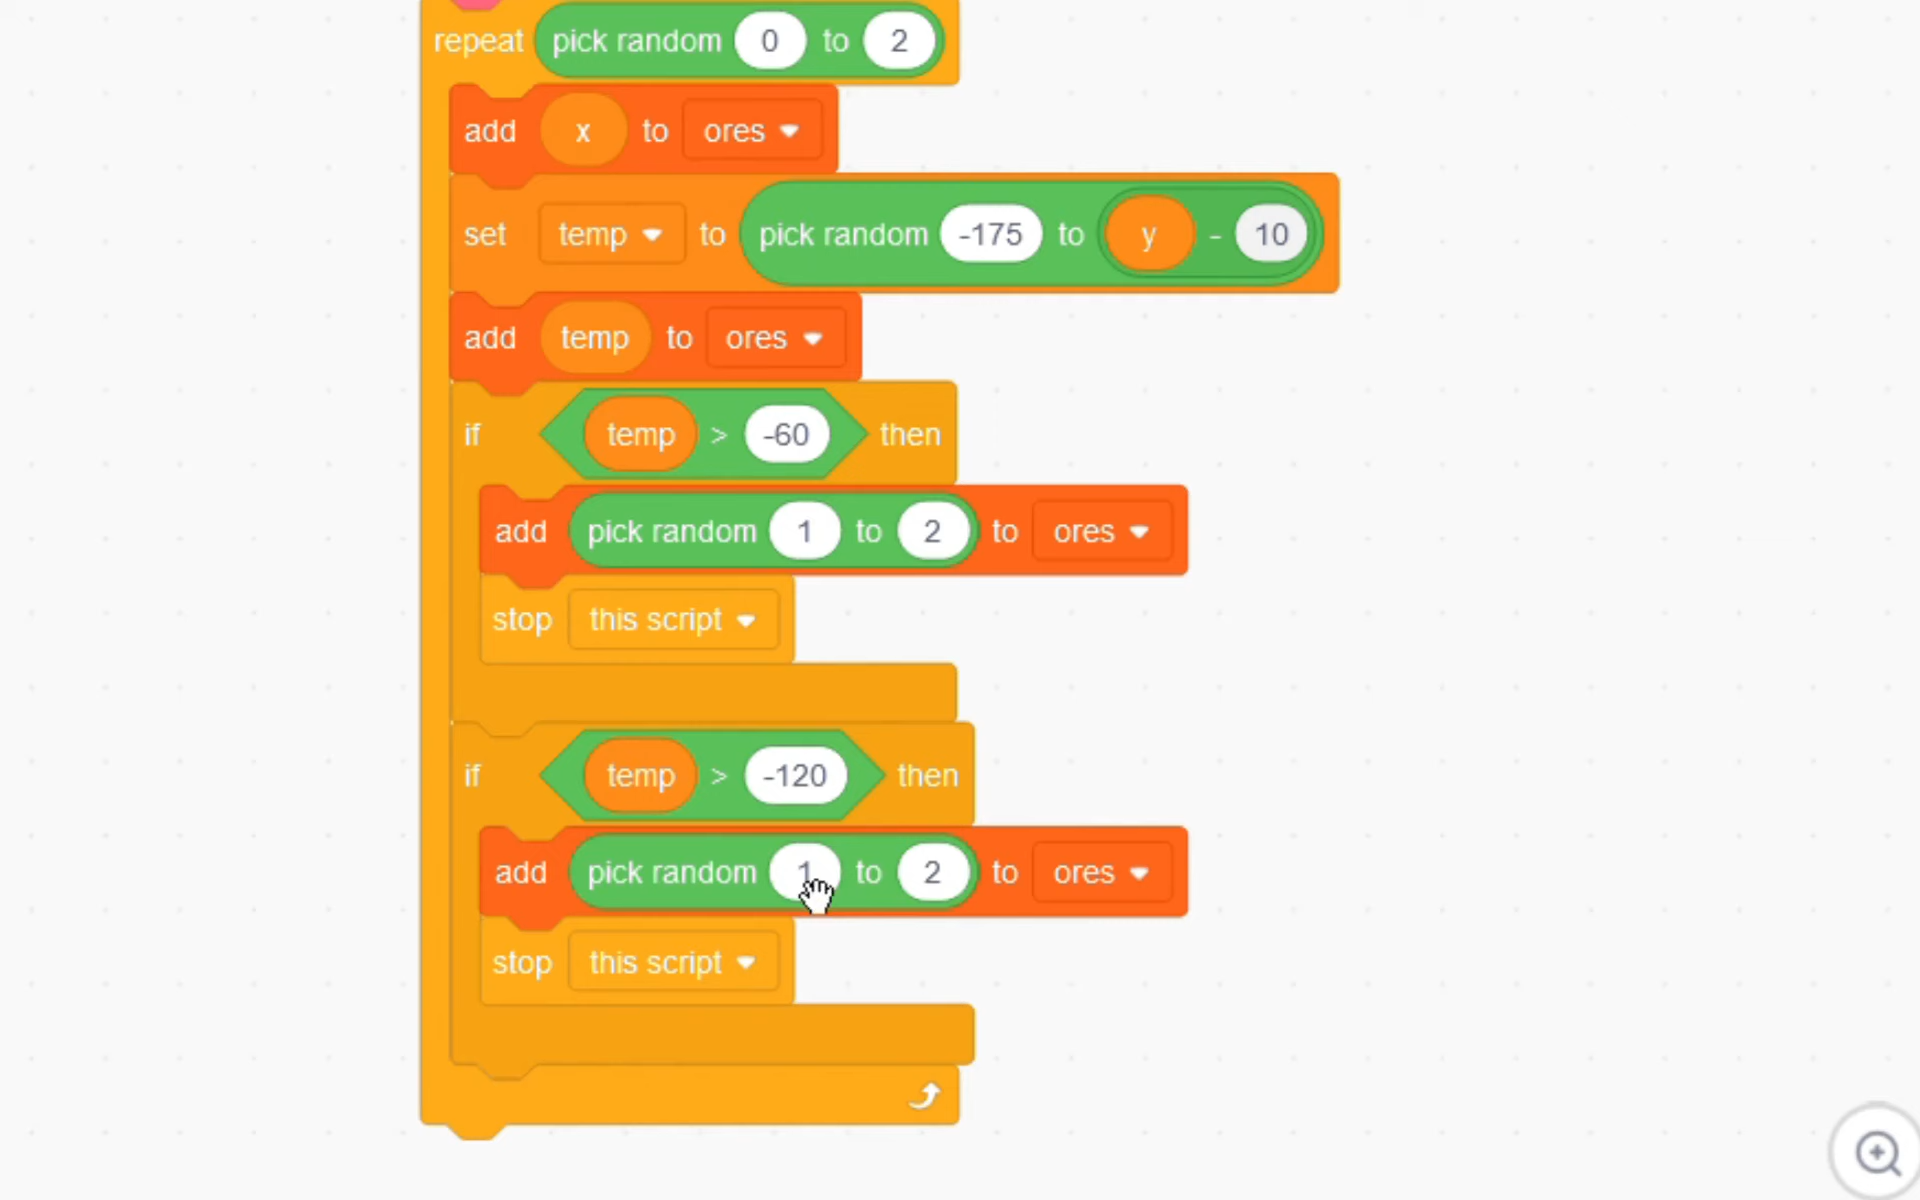 repeat pick random 0 to 2
add x to ores
set temp to pick random -175 to y - 10
add temp to ores
if temp > -60 then
add pick random 1 to 2 to ores
stop this script
if temp > -120 then
add pick random 1 to 2 to ores
stop this script